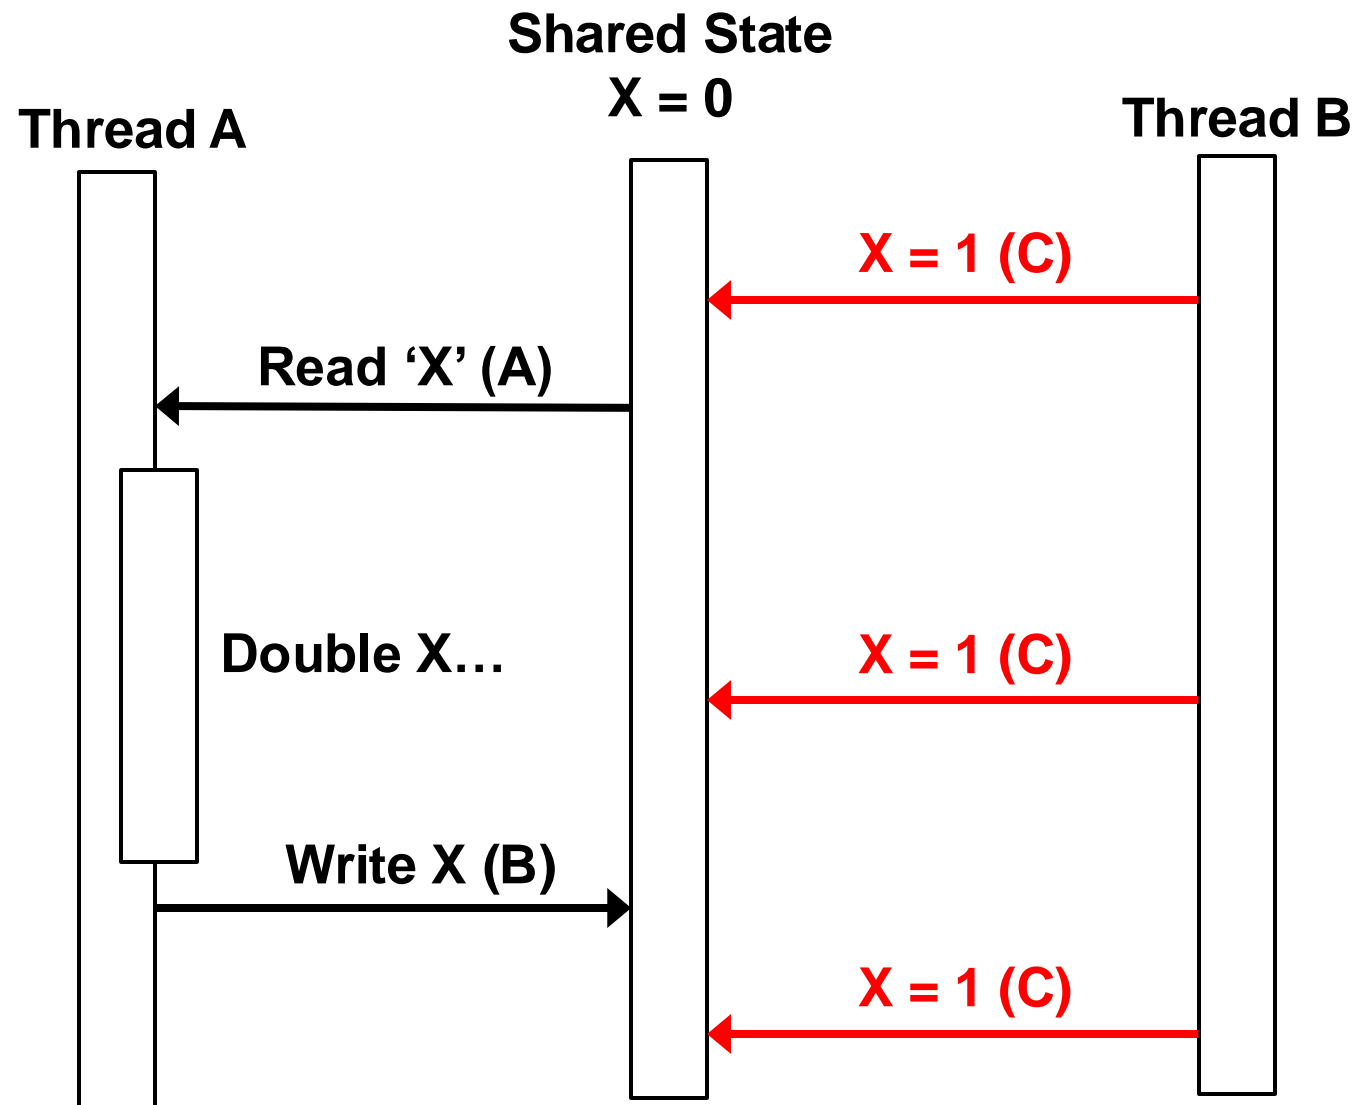 Shared State
X = 0
Thread A
Thread B
X = 1 (C)
Read ‘X’ (A)
Double X…
X = 1 (C)
Write X (B)
X = 1 (C)